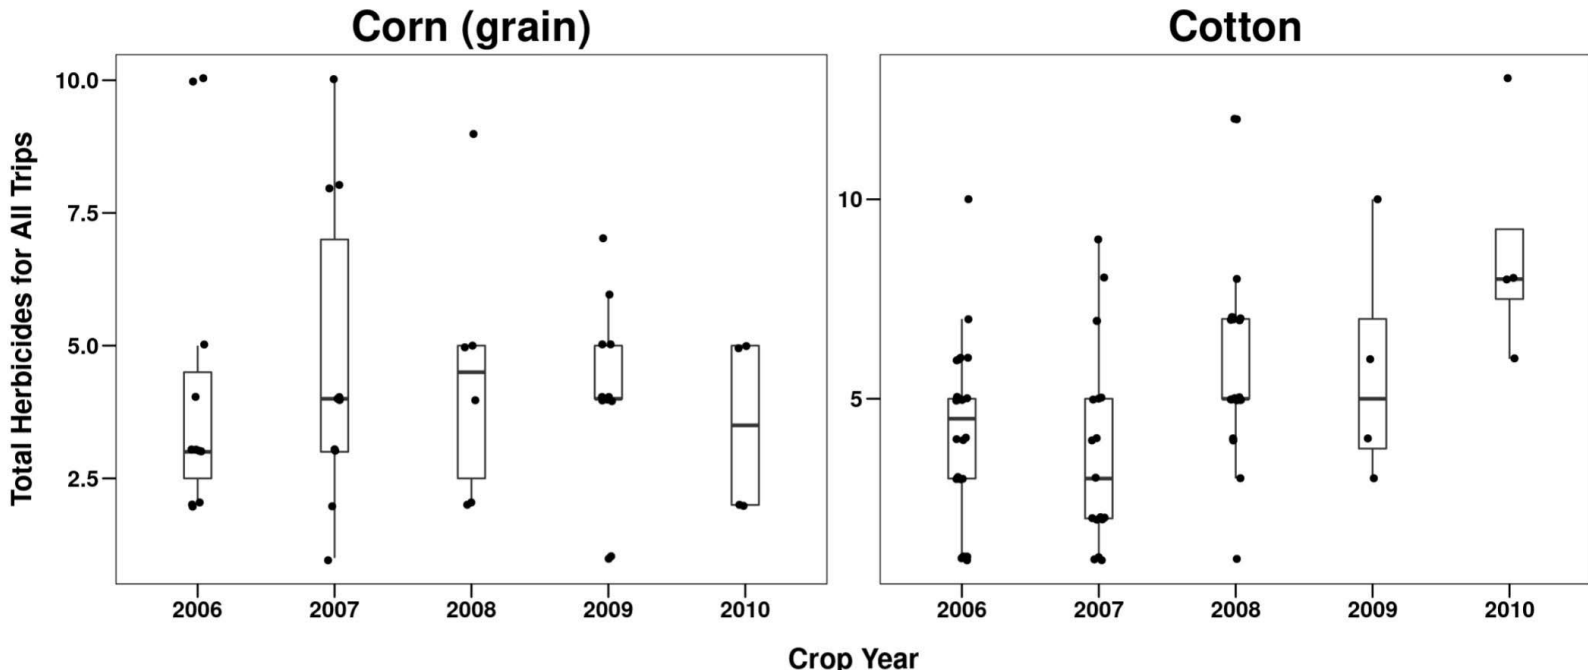 Corn (grain)
Cotton
Total Herbicides for All Trips
10.0
7.5
5.0
2.5
10
5
2006 2007 2008 2009 2010
2006 2007 2008 2009 2010
Crop Year